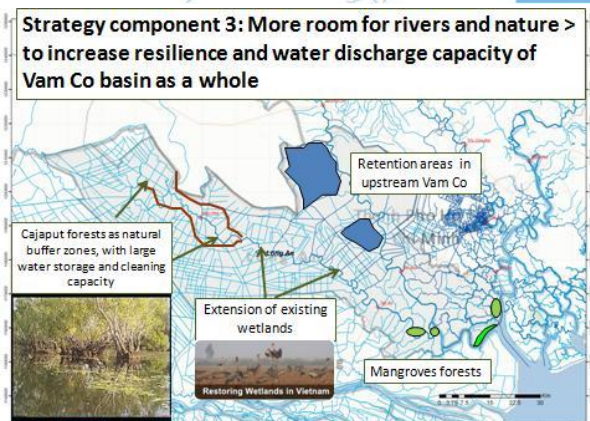 Strategy component 3: More room for rivers and nature >
to increase resilience and water discharge capacity of
Vam Co basin as a whole
Retention areas in
upstream Vam Co
Cajaput forests as natural
buffer zones, with large
water storage and cleaning
capacity
Long An
Extension of existing
wetlands
Restoring Wetlands in Vietnam
Mangroves forests